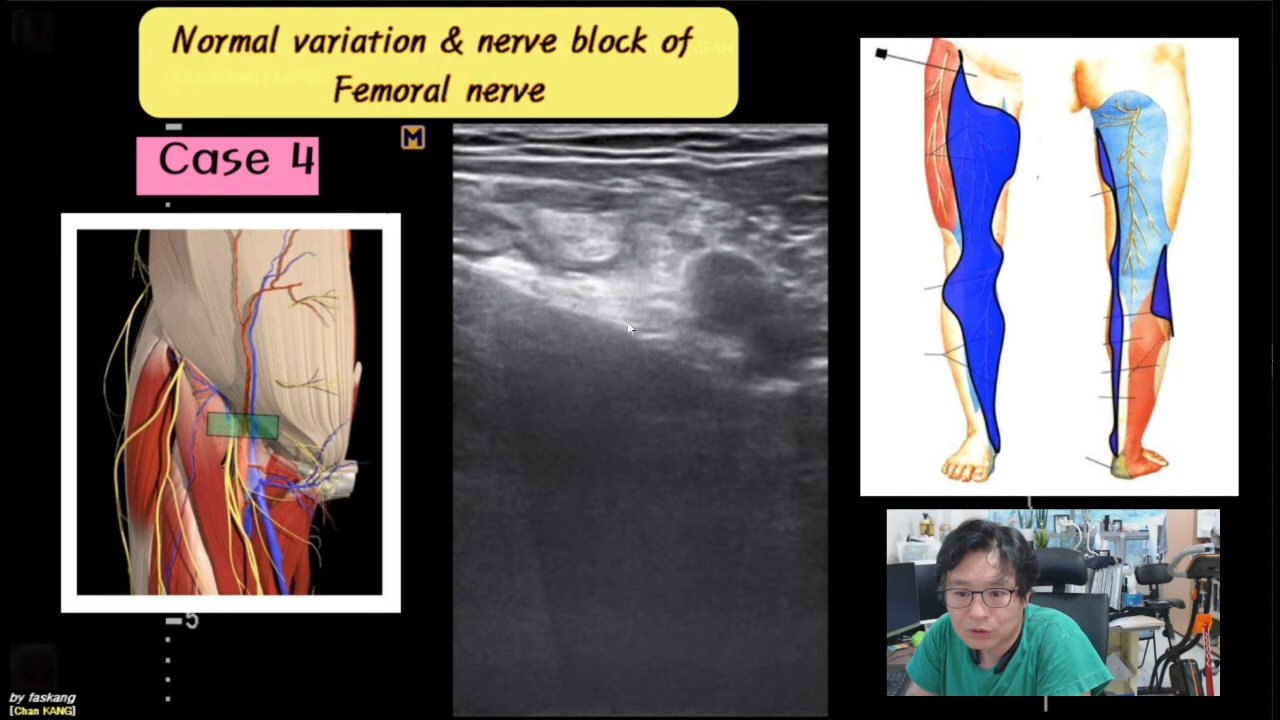 Normal variation & nerve block of
Femoral nerve
Case 4
M
5
by faskang
[Chan KANG]